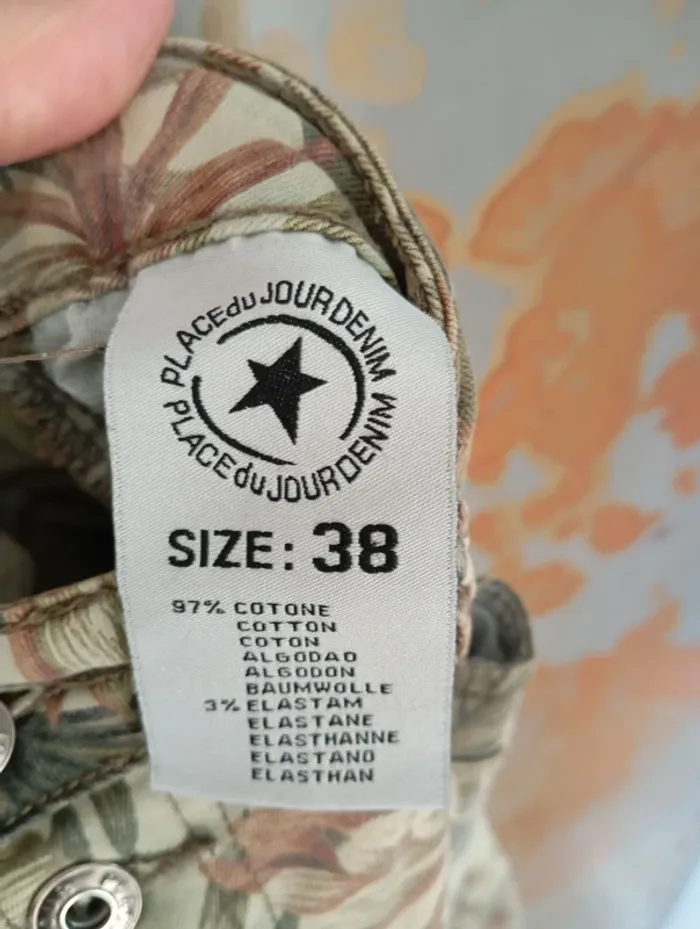 PLACEduJOURDENIM
PLACEduJOURDENIM
SIZE: 38
97% COTONE
COTTON
COTON
ALGODAO
ALGODON
BAUMWOLLE
3% ELASTAM
ELASTANE
ELASTHANNE
ELASTANO
ELASTHAN